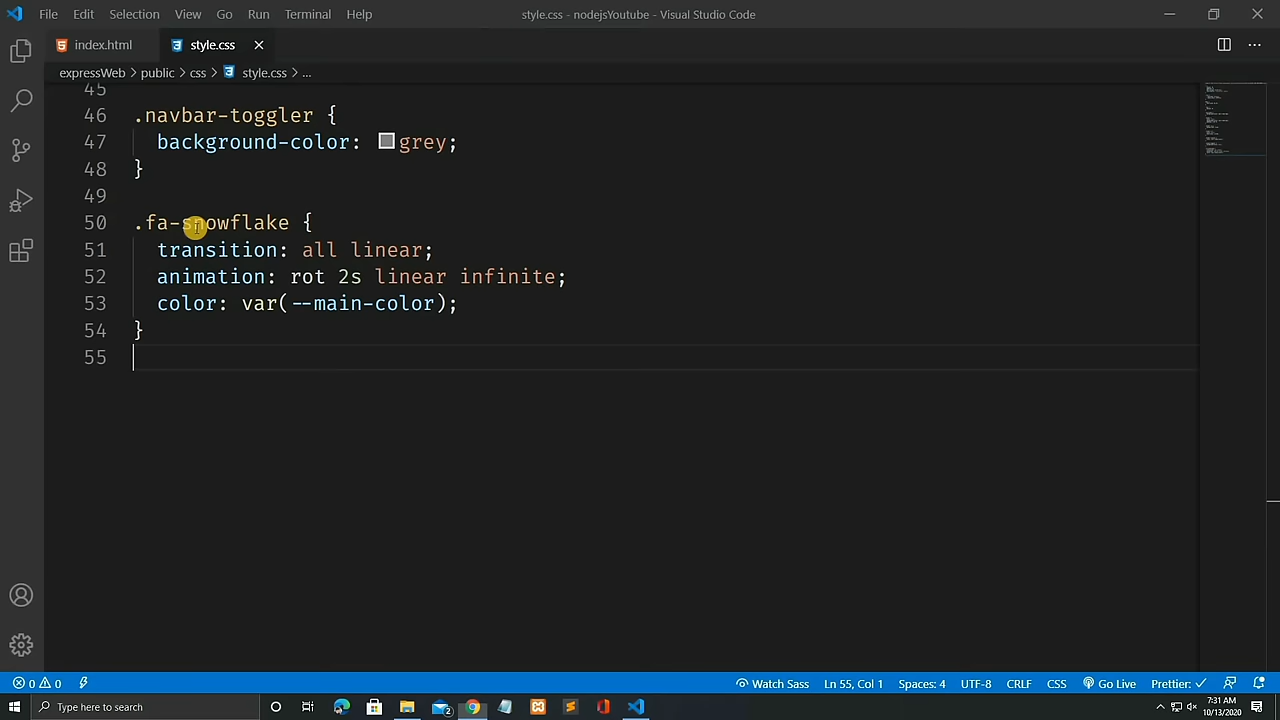 File Edit Selection View Go Run Terminal Help style.css - nodejsYoutube - Visual Studio Code
index.html style.css
expressWeb > public > css > style.css > ...
45
46 .navbar-toggler {
47 background-color: grey;
48 }
49
50 .fa-snowflake {
51 transition: all linear;
52 animation: rot 2s linear infinite;
53 color: var(--main-color);
54 }
55
0 0 Watch Sass Ln 55, Col 1 Spaces: 4 UTF-8 CRLF CSS Go Live Prettier: ✓
Type here to search 2 7:31 AM
10/13/2020